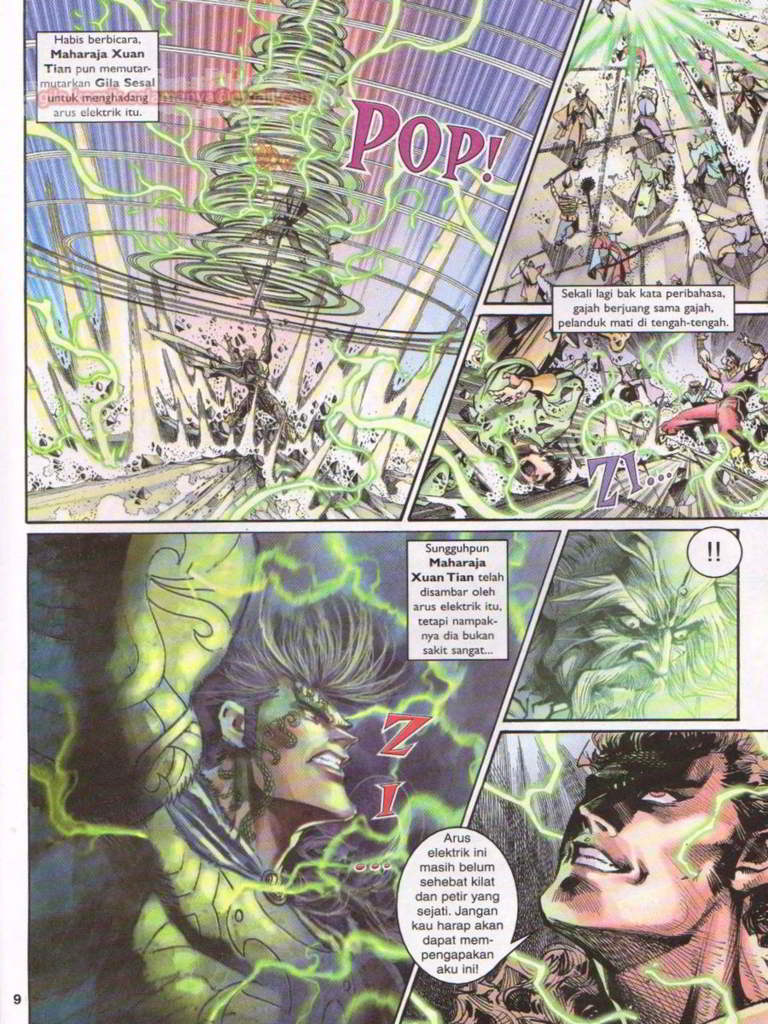 Habis berbicara,
Maharaja Xuan
Tian pun memutar-
mutarkan Gila Sesal
untuk menghadang
arus elektrik itu.
POP!
Sekali lagi bak kata peribahasa,
gajah berjuang sama gajah,
pelanduk mati di tengah-tengah.
ZI...
Sungguhpun
Maharaja
Xuan Tian telah
disambar oleh
arus elektrik itu,
tetapi nampak-
nya dia bukan
sakit sangat...
!!
ZI...
Arus
elektrik ini
masih belum
sehebat kilat
dan petir yang
sejati. Jangan
kau harap akan
dapat mem-
pengapakan
aku ini!
9